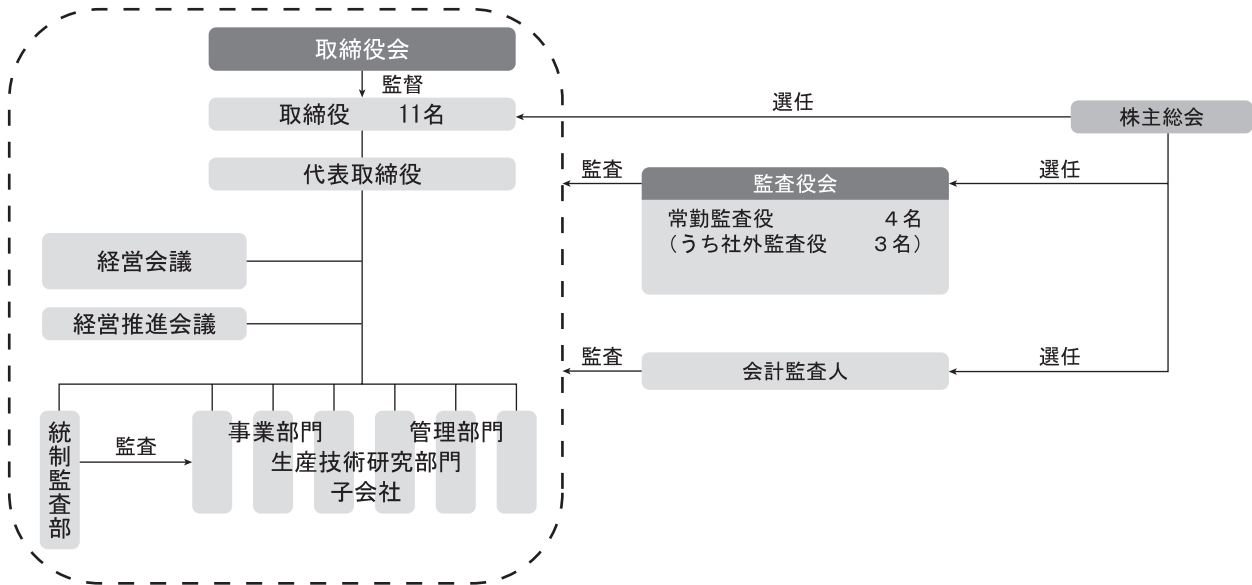 取締役会
監督
取締役 11名
選任
株主総会
代表取締役
監査
監査役会
選任
常勤監査役 4名
(うち社外監査役 3名)
経営会議
経営推進会議
監査
会計監査人
選任
統制監査部
監査
事業部門 管理部門
生産技術研究部門
子会社